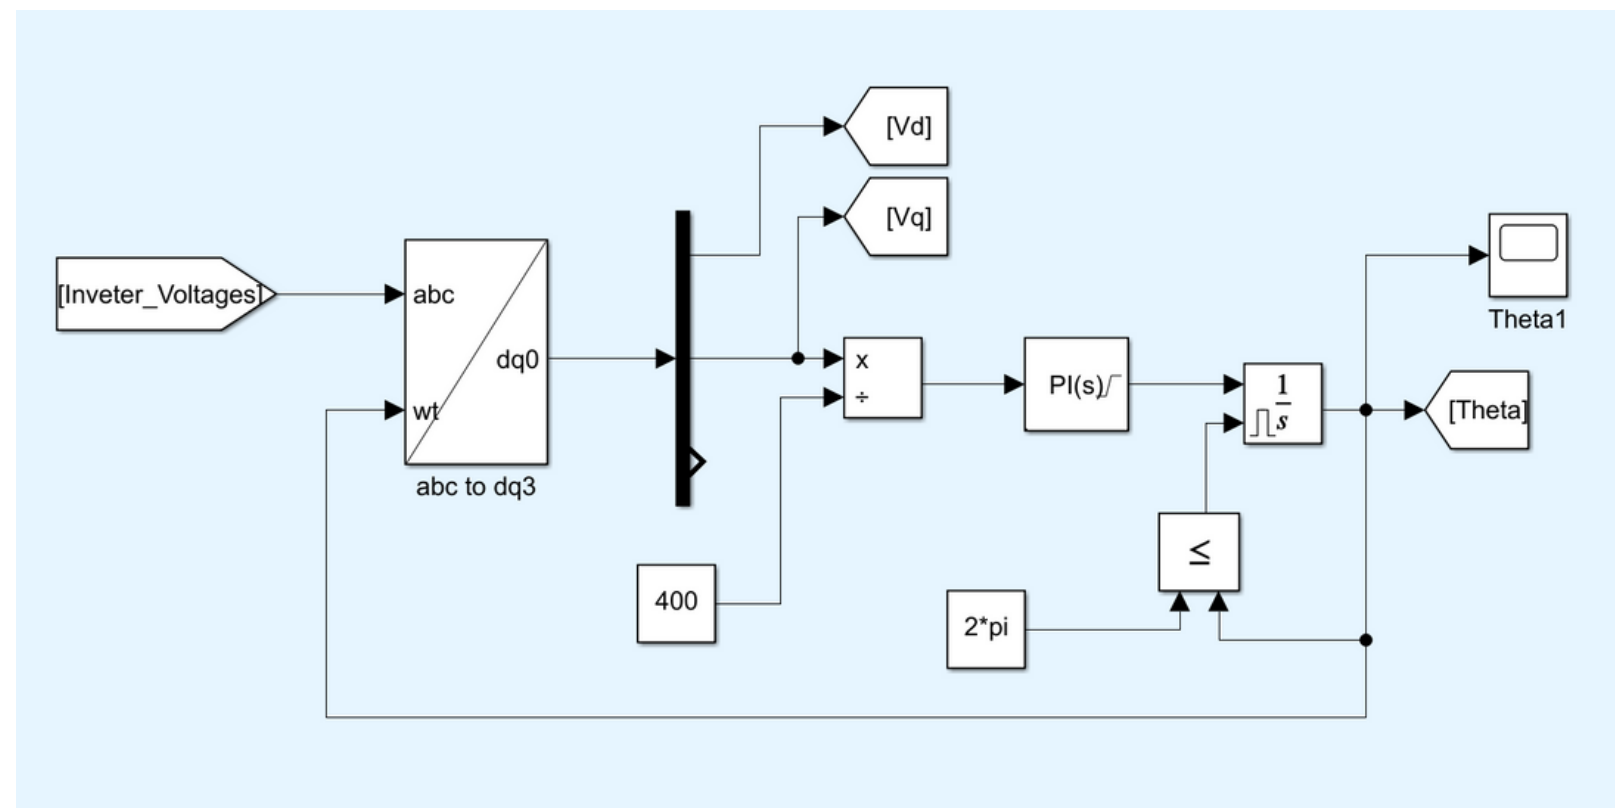 [Vd]
[Vq]
[Inveter_Voltages]
abc
dq0
wt
abc to dq3
x
÷
PI(s)
1
s
Theta1
[Theta]
≤
400
2*pi